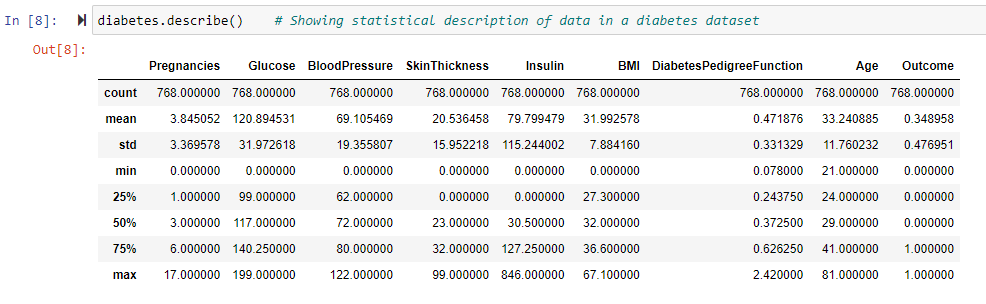 In [8]: diabetes.describe() # Showing statistical description of data in a diabetes dataset
Out[8]:
Pregnancies Glucose BloodPressure SkinThickness Insulin BMI DiabetesPedigreeFunction Age Outcome
count 768.000000 768.000000 768.000000 768.000000 768.000000 768.000000 768.000000 768.000000 768.000000
mean 3.845052 120.894531 69.105469 20.536458 79.799479 31.992578 0.471876 33.240885 0.348958
std 3.369578 31.972618 19.355807 15.952218 115.244002 7.884160 0.331329 11.760232 0.476951
min 0.000000 0.000000 0.000000 0.000000 0.000000 0.000000 0.078000 21.000000 0.000000
25% 1.000000 99.000000 62.000000 0.000000 0.000000 27.300000 0.243750 24.000000 0.000000
50% 3.000000 117.000000 72.000000 23.000000 30.500000 32.000000 0.372500 29.000000 0.000000
75% 6.000000 140.250000 80.000000 32.000000 127.250000 36.600000 0.626250 41.000000 1.000000
max 17.000000 199.000000 122.000000 99.000000 846.000000 67.100000 2.420000 81.000000 1.000000